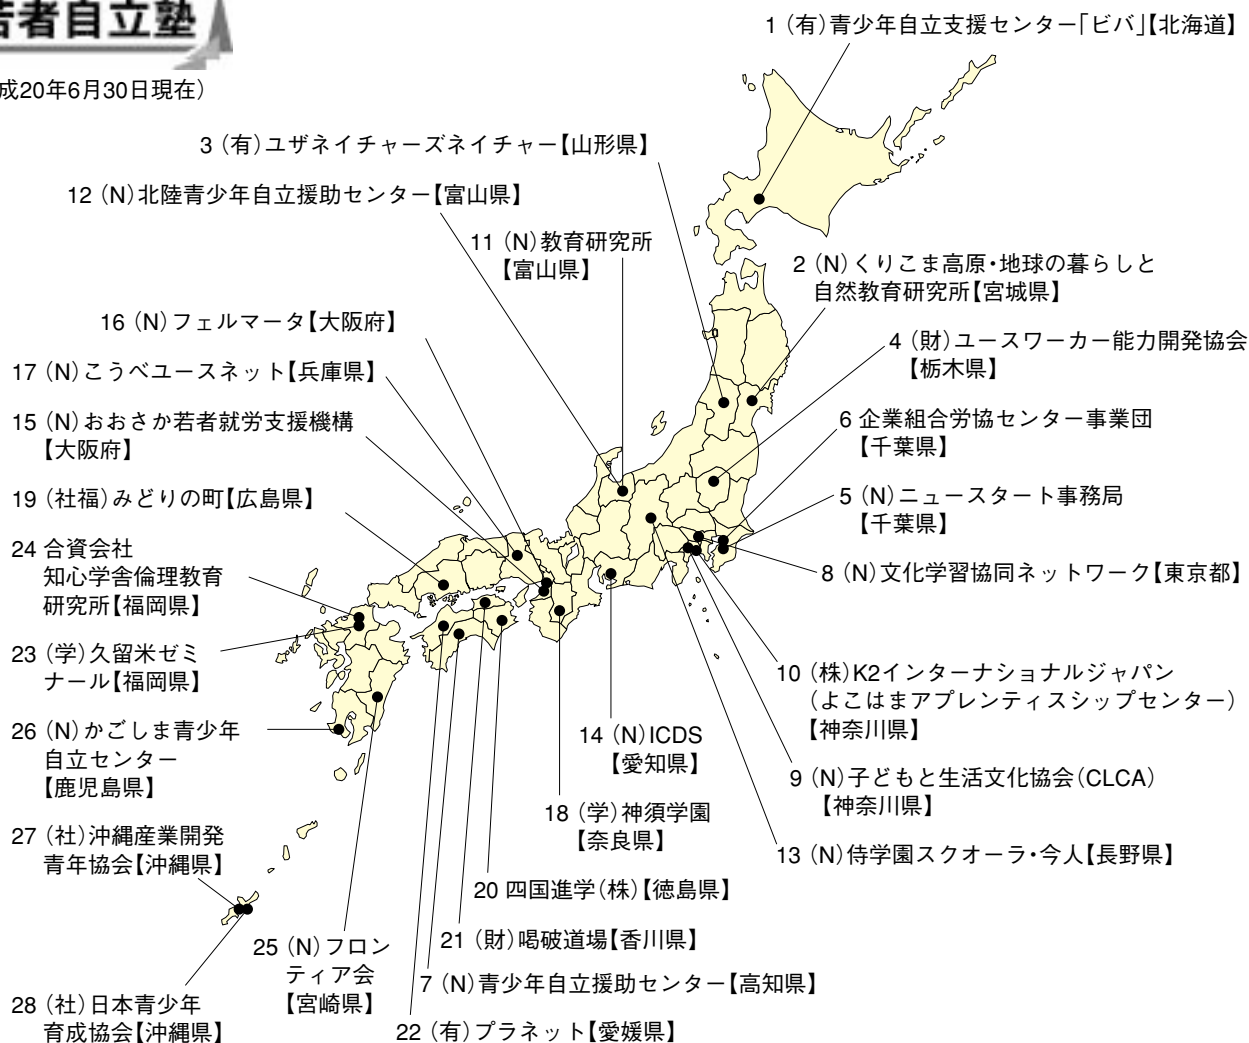 者自立塾
成20年6月30日現在）
1（有）青少年自立支援センター「ビバ」【北海道】
3（有）ユザネイチャーズネイチャー【山形県】
12（N）北陸青少年自立援助センター【富山県】
11（N）教育研究所
【富山県】
2（N）くりこま高原・地球の暮らしと
自然教育研究所【宮城県】
16（N）フェルマータ【大阪府】
4（財）ユースワーカー能力開発協会
【栃木県】
17（N）こうべユースネット【兵庫県】
15（N）おおさか若者就労支援機構
【大阪府】
6 企業組合労協センター事業団
【千葉県】
19（社福）みどりの町【広島県】
5（N）ニュースタート事務局
【千葉県】
24 合資会社
知心学舎倫理教育
研究所【福岡県】
8（N）文化学習協同ネットワーク【東京都】
23（学）久留米ゼミ
ナール【福岡県】
10（株）K2インターナショナルジャパン
（よこはまアプレンティスシップセンター）
【神奈川県】
26（N）かごしま青少年
自立センター
【鹿児島県】
14（N）ICDS
【愛知県】
9（N）子どもと生活文化協会（CLCA）
【神奈川県】
18（学）神須学園
【奈良県】
27（社）沖縄産業開発
青年協会【沖縄県】
13（N）侍学園スクオーラ・今人【長野県】
20 四国進学（株）【徳島県】
21（財）喝破道場【香川県】
25（N）フロン
ティア会
【宮崎県】
7（N）青少年自立援助センター【高知県】
28（社）日本青少年
育成協会【沖縄県】
22（有）プラネット【愛媛県】